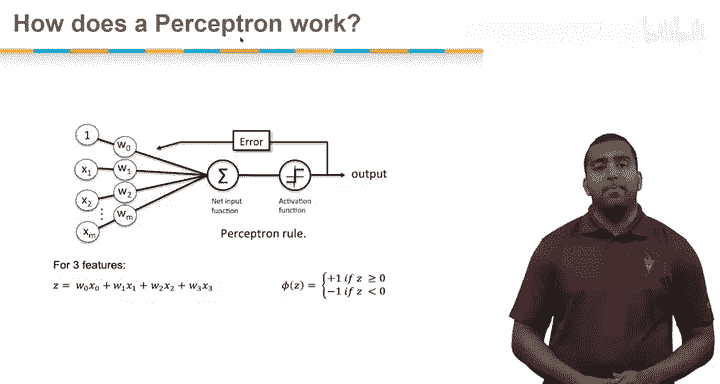 How does a Perceptron work?
1
w₀
Error
x₁
w₁
Σ
output
x₂
w₂
⋮
xₘ
wₘ
Net input
function
Activation
function
Perceptron rule.
For 3 features:
z = w₀x₀ + w₁x₁ + w₂x₂ + w₃x₃
ϕ(z) = {+1 if z ≥ 0
−1 if z < 0